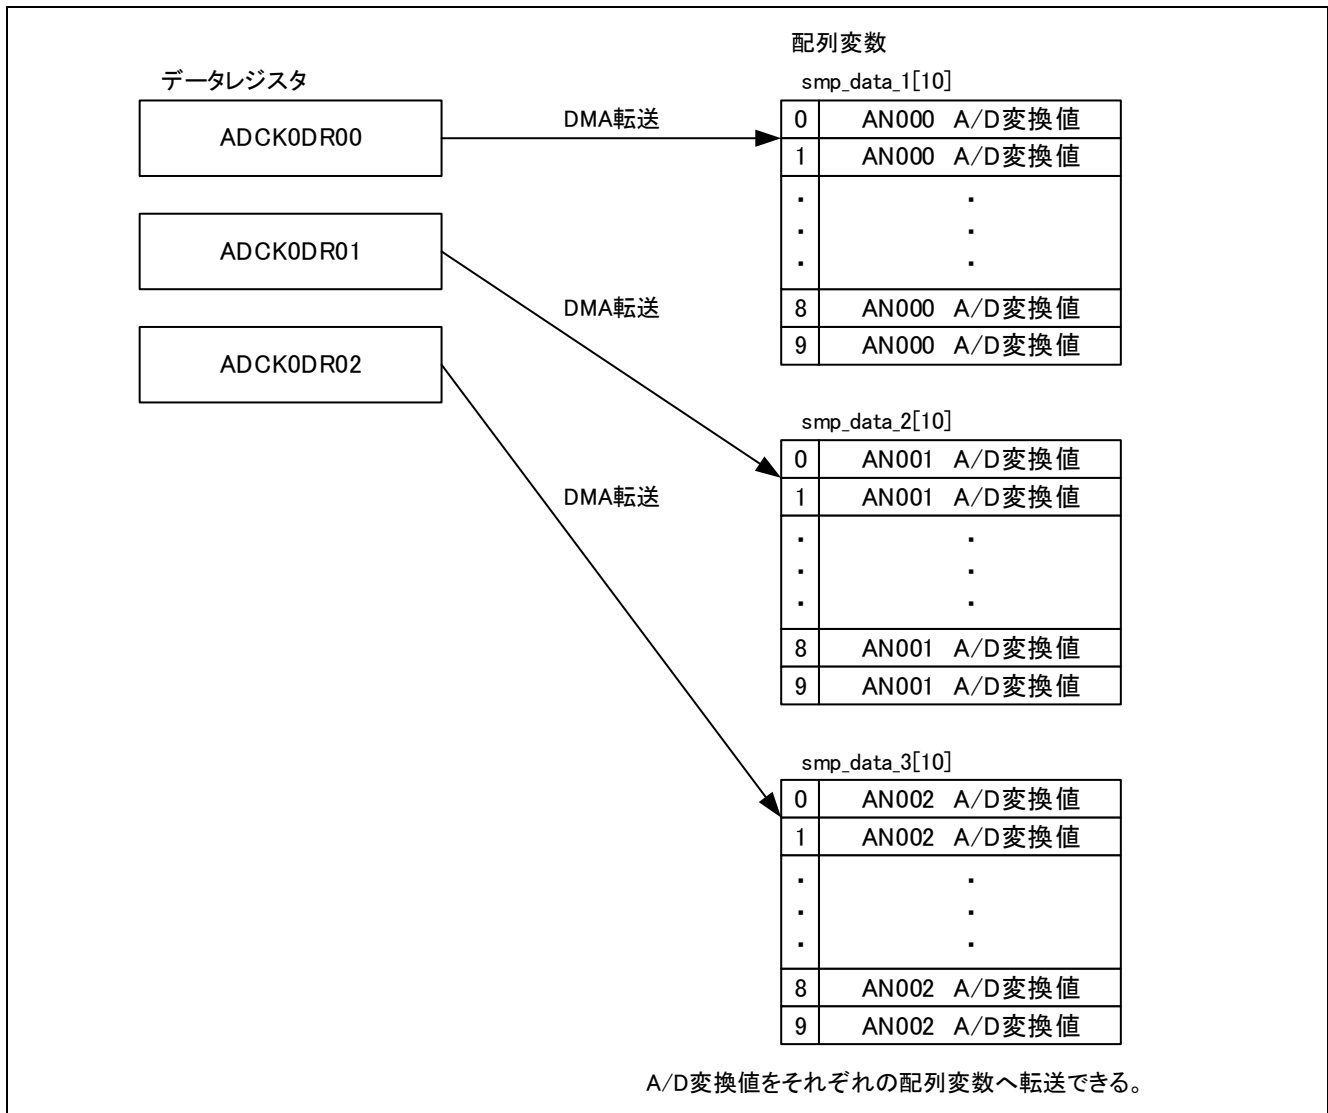 配列変数
データレジスタ
smp_data_1[10]
ADCK0DR00
DMA転送
0 AN000 A/D変換値
1 AN000 A/D変換値
・ ・
・ ・
・ ・
8 AN000 A/D変換値
9 AN000 A/D変換値
ADCK0DR01
DMA転送
ADCK0DR02
smp_data_2[10]
0 AN001 A/D変換値
1 AN001 A/D変換値
・ ・
・ ・
・ ・
8 AN001 A/D変換値
9 AN001 A/D変換値
DMA転送
smp_data_3[10]
0 AN002 A/D変換値
1 AN002 A/D変換値
・ ・
・ ・
・ ・
8 AN002 A/D変換値
9 AN002 A/D変換値
A/D変換値をそれぞれの配列変数へ転送できる。